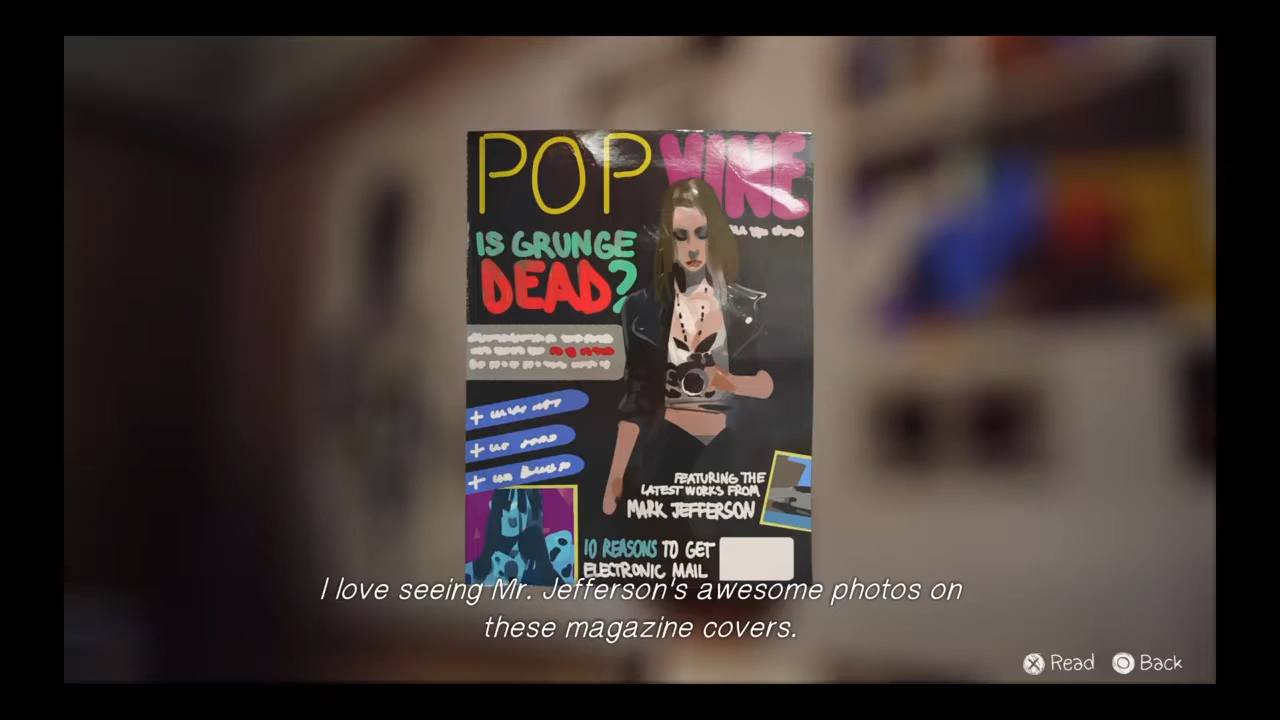 POP VINE
IS GRUNGE
DEAD?
FEATURING THE
LATEST WORKS FROM
MARK JEFFERSON
10 REASONS TO GET
ELECTRONIC MAIL
I love seeing Mr. Jefferson's awesome photos on
these magazine covers.
Read Back